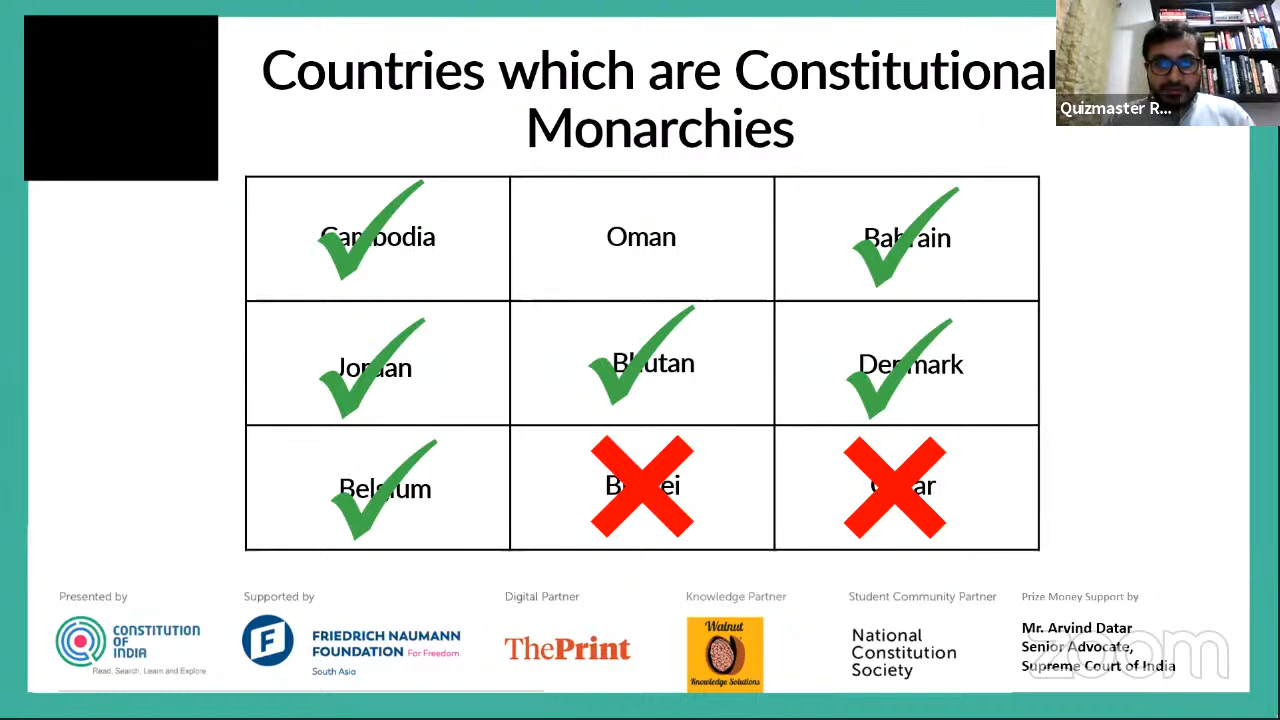 Countries which are Constitutional
Monarchies
Quizmaster R...
Cambodia
Oman
Bahrain
Jordan
Bhutan
Denmark
Belgium
Brunei
Qatar
Presented by
CONSTITUTION
OF
INDIA
Read, Search, Learn and Explore
Supported by
F
FRIEDRICH NAUMANN
FOUNDATION For Freedom.
South Asia
Digital Partner
ThePrint
Knowledge Partner
Walnut
Knowledge Solutions
Student Community Partner
National
Constitution
Society
Prize Money Support by
Mr. Arvind Datar
Senior Advocate,
Supreme Court of India
zoom